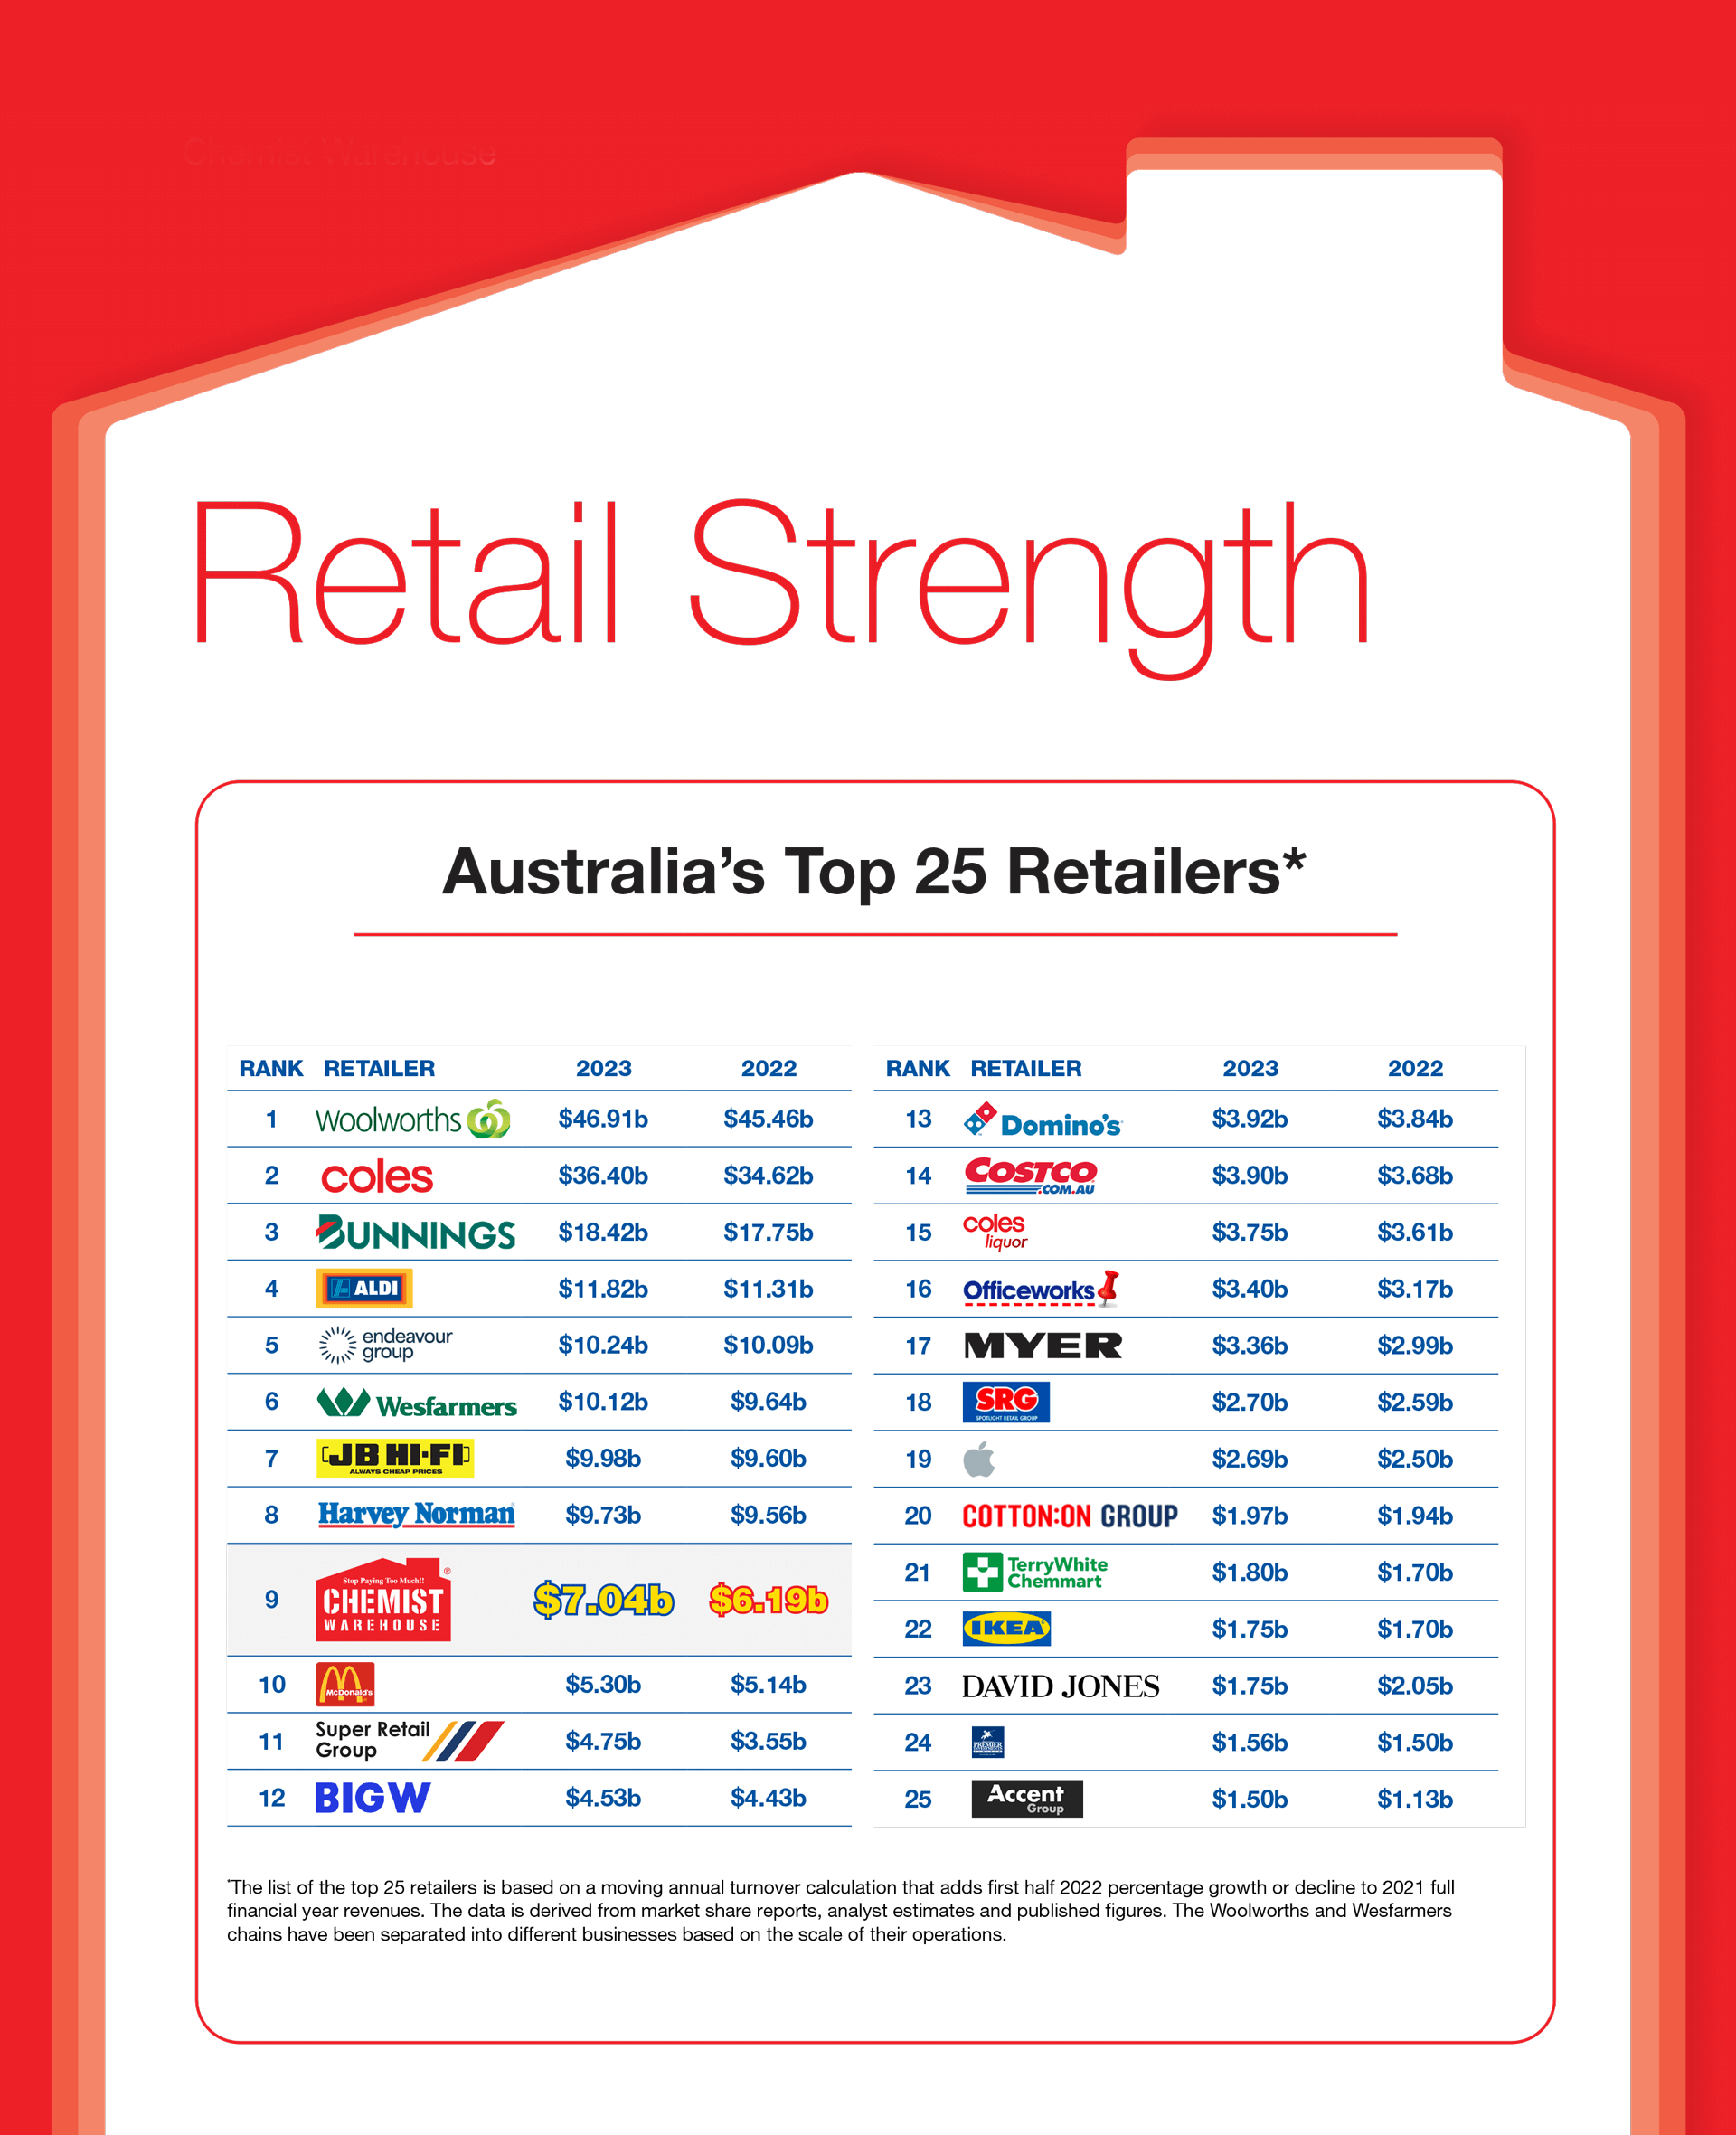 Chemist Warehouse
Retail Strength
Australia’s Top 25 Retailers*
RANK RETAILER 2023 2022
1 Woolworths $46.91b $45.46b
2 coles $36.40b $34.62b
3 BUNNINGS $18.42b $17.75b
4 ALDI $11.82b $11.31b
5 endeavour group $10.24b $10.09b
6 Wesfarmers $10.12b $9.64b
7 JB HI-FI ALWAYS CHEAP PRICES $9.98b $9.60b
8 Harvey Norman $9.73b $9.56b
9 Stop Paying Too Much!! CHEMIST WAREHOUSE ® $7.04b $6.19b
10 McDonald's $5.30b $5.14b
11 Super Retail Group $4.75b $3.55b
12 BIGW $4.53b $4.43b
RANK RETAILER 2023 2022
13 Domino's $3.92b $3.84b
14 COSTCO .COM.AU $3.90b $3.68b
15 coles liquor $3.75b $3.61b
16 Officeworks $3.40b $3.17b
17 MYER $3.36b $2.99b
18 SRG SPOTLIGHT RETAIL GROUP $2.70b $2.59b
19 $2.69b $2.50b
20 COTTON:ON GROUP $1.97b $1.94b
21 TerryWhite Chemmart $1.80b $1.70b
22 IKEA $1.75b $1.70b
23 DAVID JONES $1.75b $2.05b
24 PREMIER $1.56b $1.50b
25 Accent Group $1.50b $1.13b
*The list of the top 25 retailers is based on a moving annual turnover calculation that adds first half 2022 percentage growth or decline to 2021 full
financial year revenues. The data is derived from market share reports, analyst estimates and published figures. The Woolworths and Wesfarmers
chains have been separated into different businesses based on the scale of their operations.